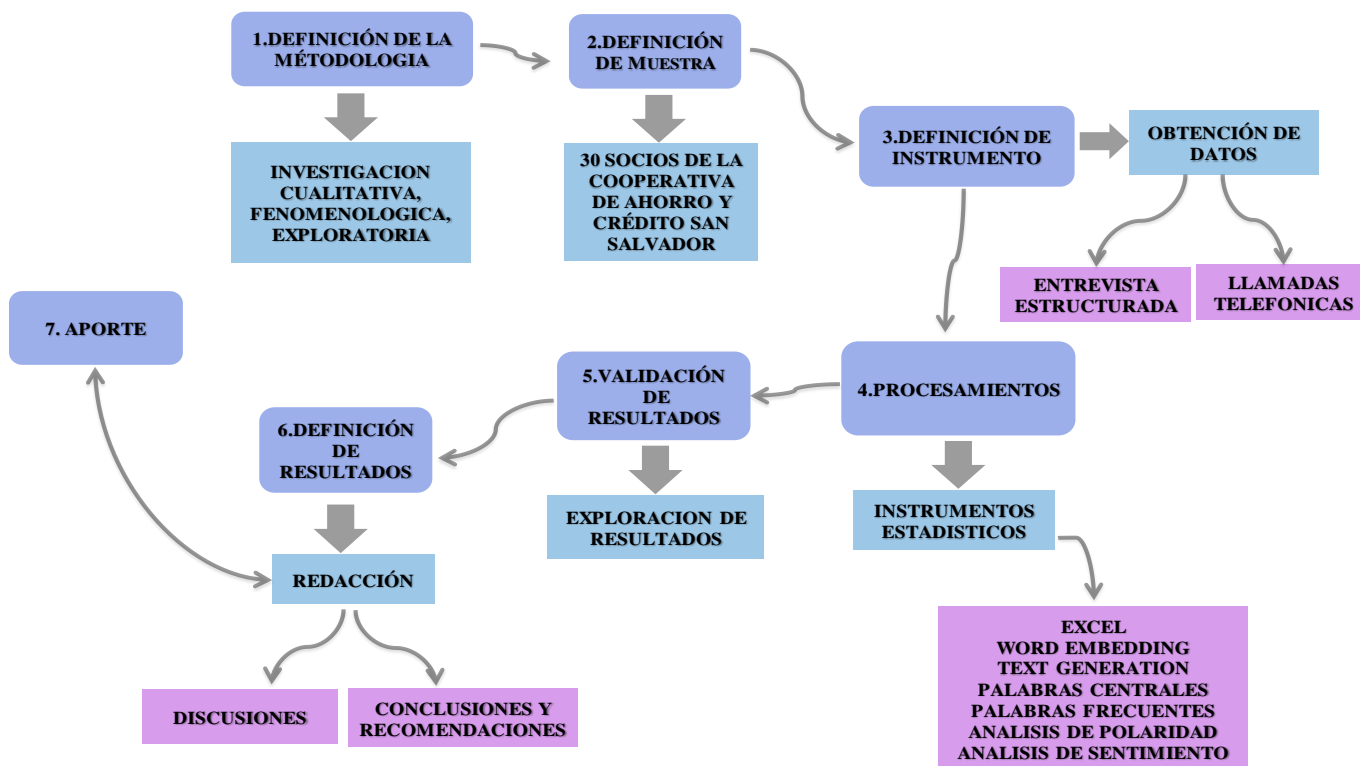 1.DEFINICIÓN DE LA
MÉTODOLOGIA
2.DEFINICIÓN
DE MUESTRA
3.DEFINICIÓN DE
INSTRUMENTO
OBTENCIÓN DE
DATOS
INVESTIGACION
CUALITATIVA,
FENOMENOLOGICA,
EXPLORATORIA
30 SOCIOS DE LA
COOPERATIVA
DE AHORRO Y
CRÉDITO SAN
SALVADOR
ENTREVISTA
ESTRUCTURADA
LLAMADAS
TELEFONICAS
7. APORTE
6.DEFINICIÓN
DE
RESULTADOS
5.VALIDACIÓN
DE
RESULTADOS
4.PROCESAMIENTOS
EXPLORACION DE
RESULTADOS
INSTRUMENTOS
ESTADISTICOS
REDACCIÓN
DISCUSIONES
CONCLUSIONES Y
RECOMENDACIONES
EXCEL
WORD EMBEDDING
TEXT GENERATION
PALABRAS CENTRALES
PALABRAS FRECUENTES
ANALISIS DE POLARIDAD
ANALISIS DE SENTIMIENTO